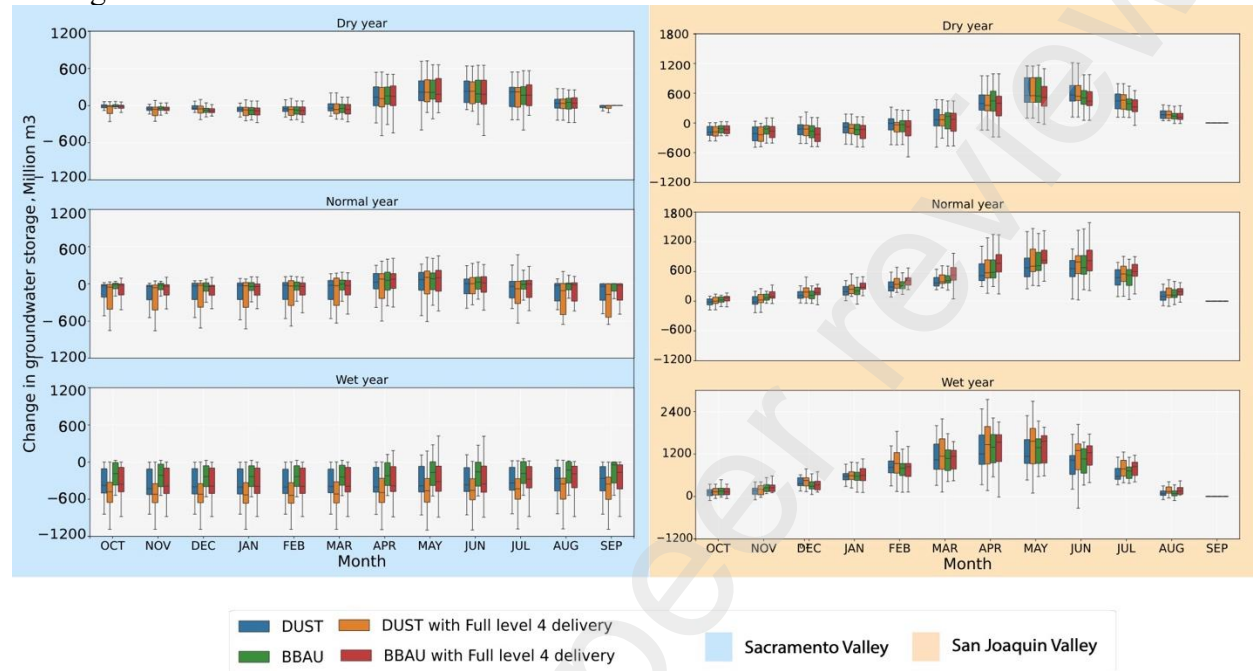 Dry year
1200
600
0
−600
−1200
Normal year
1200
600
0
−600
−1200
Wet year
1200
600
0
−600
−1200
OCT NOV DEC JAN FEB MAR APR MAY JUN JUL AUG SEP
Month
Change in groundwater storage, Million m3
Dry year
1800
1200
600
0
−600
−1200
Normal year
1800
1200
600
0
−600
−1200
Wet year
2400
1200
0
−1200
OCT NOV DEC JAN FEB MAR APR MAY JUN JUL AUG SEP
Month
DUST DUST with Full level 4 delivery
BBAU BBAU with Full level 4 delivery
Sacramento Valley San Joaquin Valley
peer review